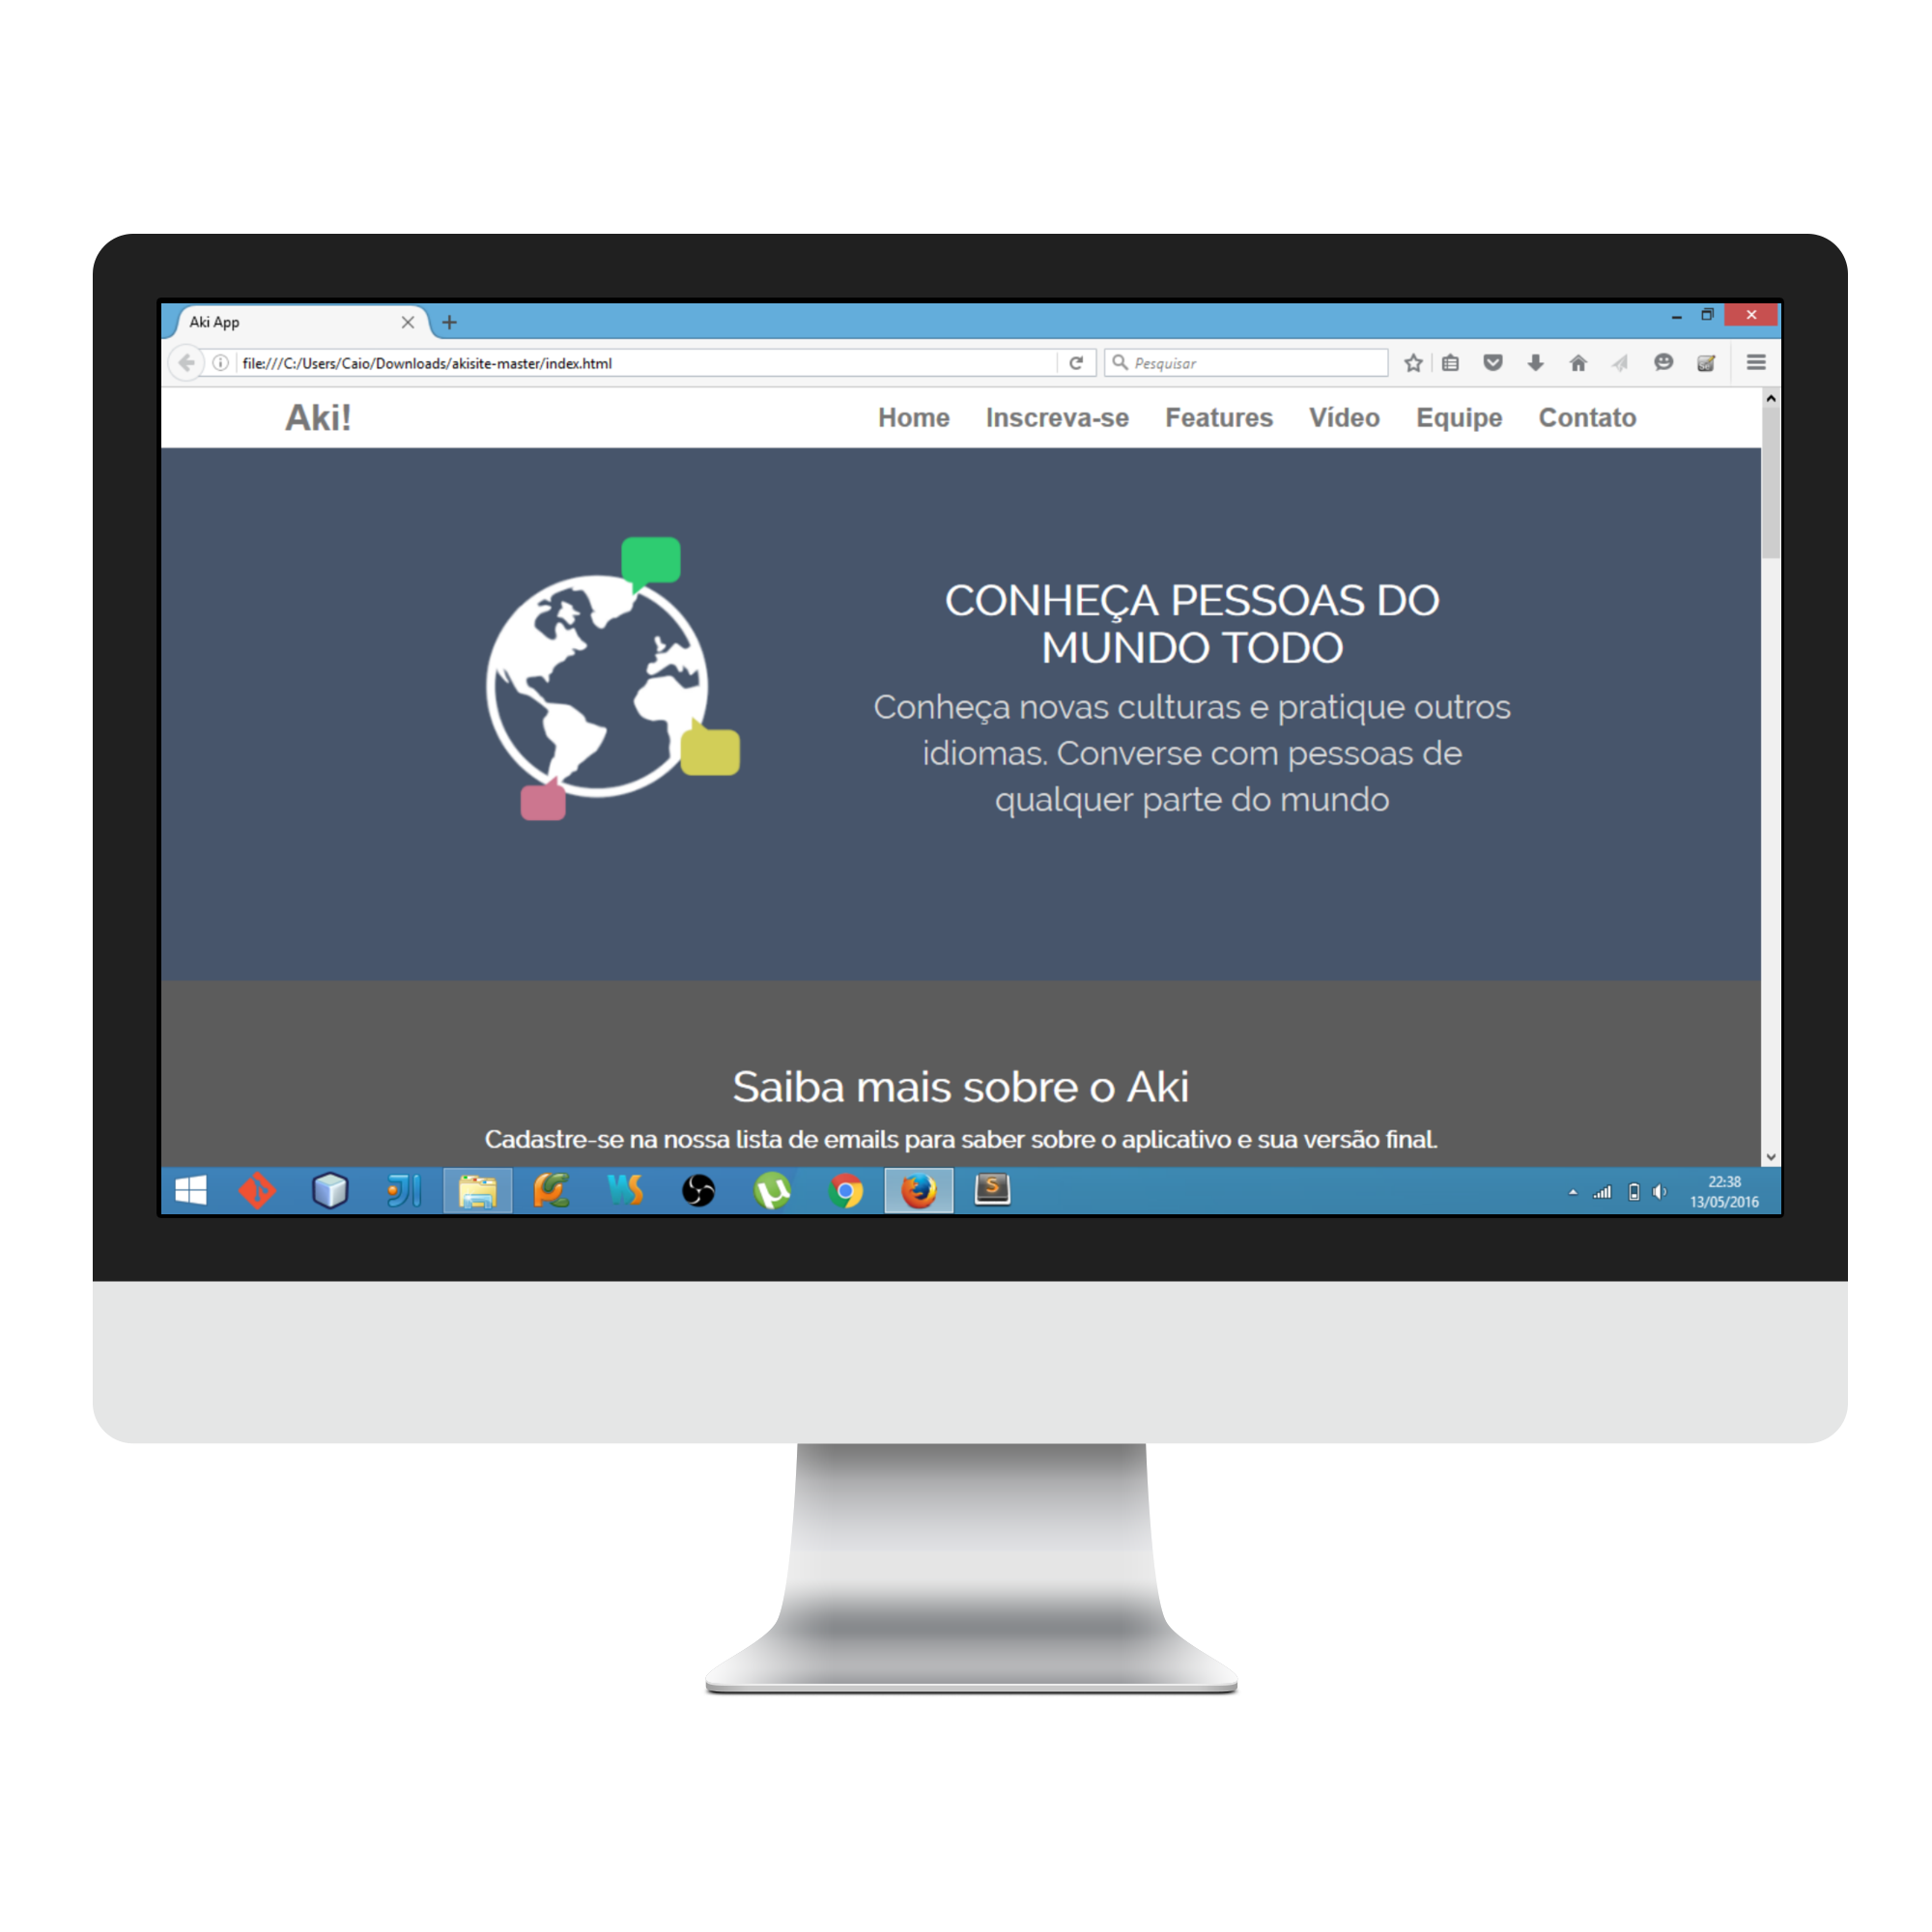 Aki App
file:///C:/Users/Caio/Downloads/akisite-master/index.html
Pesquisar
Aki!
Home Inscreva-se Features Vídeo Equipe Contato
CONHEÇA PESSOAS DO
MUNDO TODO
Conheça novas culturas e pratique outros
idiomas. Converse com pessoas de
qualquer parte do mundo
Saiba mais sobre o Aki
Cadastre-se na nossa lista de emails para saber sobre o aplicativo e sua versão final.
22:38
13/05/2016